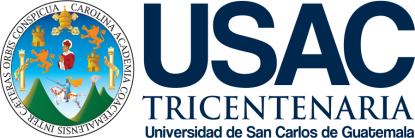 CAROLINA ACADEMIA COACTEMALENSIS INTER CÆTERAS ORBIS CONSPICUA
USAC
TRICENTENARIA
Universidad de San Carlos de Guatemala